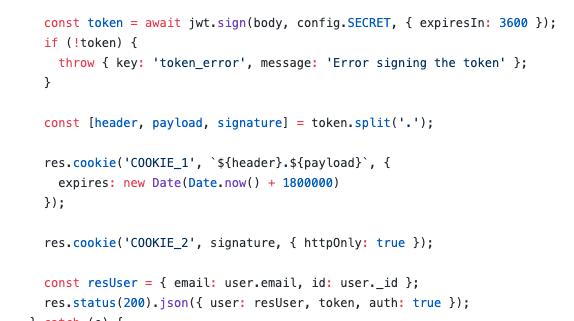 const token = await jwt.sign(body, config.SECRET, { expiresIn: 3600 });
if (!token) {
throw { key: 'token_error', message: 'Error signing the token' };
}
const [header, payload, signature] = token.split('.');
res.cookie('COOKIE_1', `${header}.${payload}`, {
expires: new Date(Date.now() + 1800000)
});
res.cookie('COOKIE_2', signature, { httpOnly: true });
const resUser = { email: user.email, id: user._id };
res.status(200).json({ user: resUser, token, auth: true });
} catch (e) {